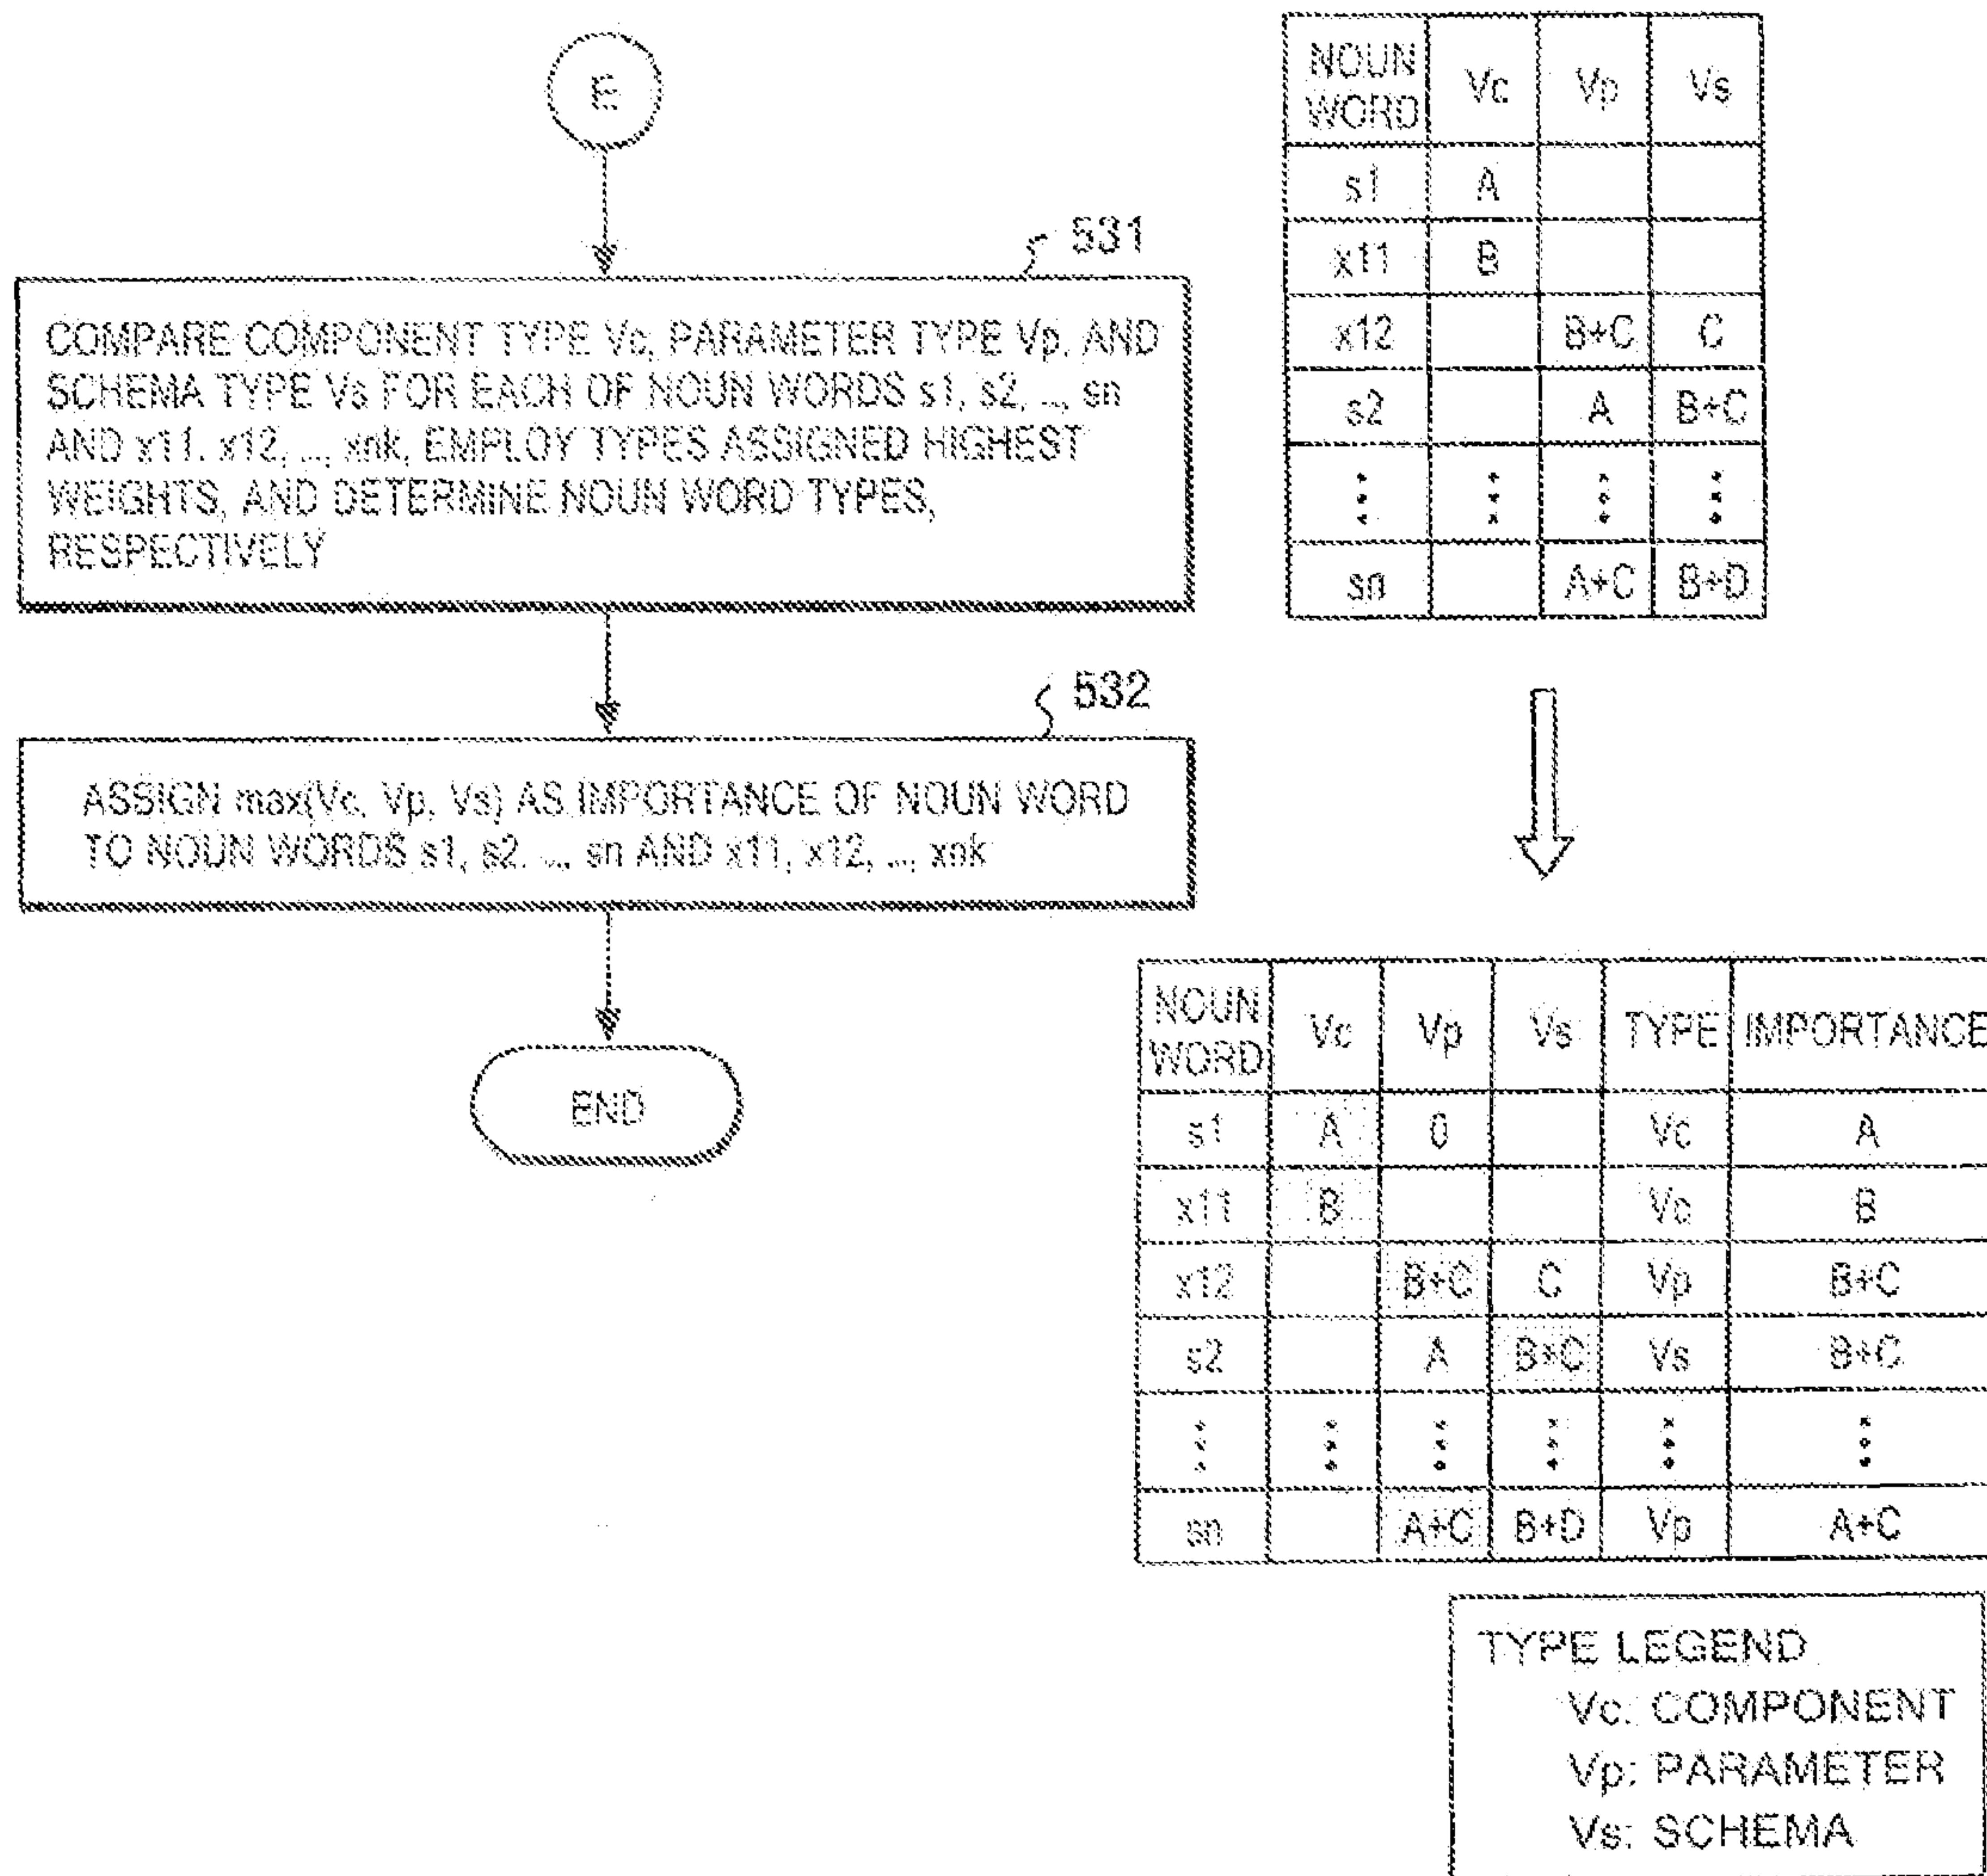 E
531
COMPARE COMPONENT TYPE Vc, PARAMETER TYPE Vp, AND
SCHEMA TYPE Vs FOR EACH OF NOUN WORDS s1, s2, ..., sn
AND x11. x12, ..., xnk, EMPLOY TYPES ASSIGNED HIGHEST
WEIGHTS, AND DETERMINE NOUN WORD TYPES,
RESPECTIVELY
532
ASSIGN max(Vc, Vp, Vs) AS IMPORTANCE OF NOUN WORD
TO NOUN WORDS s1, s2. ..., sn AND x11, x12, ..., xnk
END
NOUN WORD Vc Vp Vs
s1 A
x11 B
x12 B+C C
s2 A B+C
sn A+C B+D
NOUN WORD Vc Vp Vs TYPE IMPORTANCE
s1 A 0 Vc A
x11 B Vc B
x12 B+C C Vp B+C
s2 A B+C Vs B+C
sn A+C B+D Vp A+C
TYPE LEGEND
Vc: COMPONENT
Vp: PARAMETER
Vs: SCHEMA